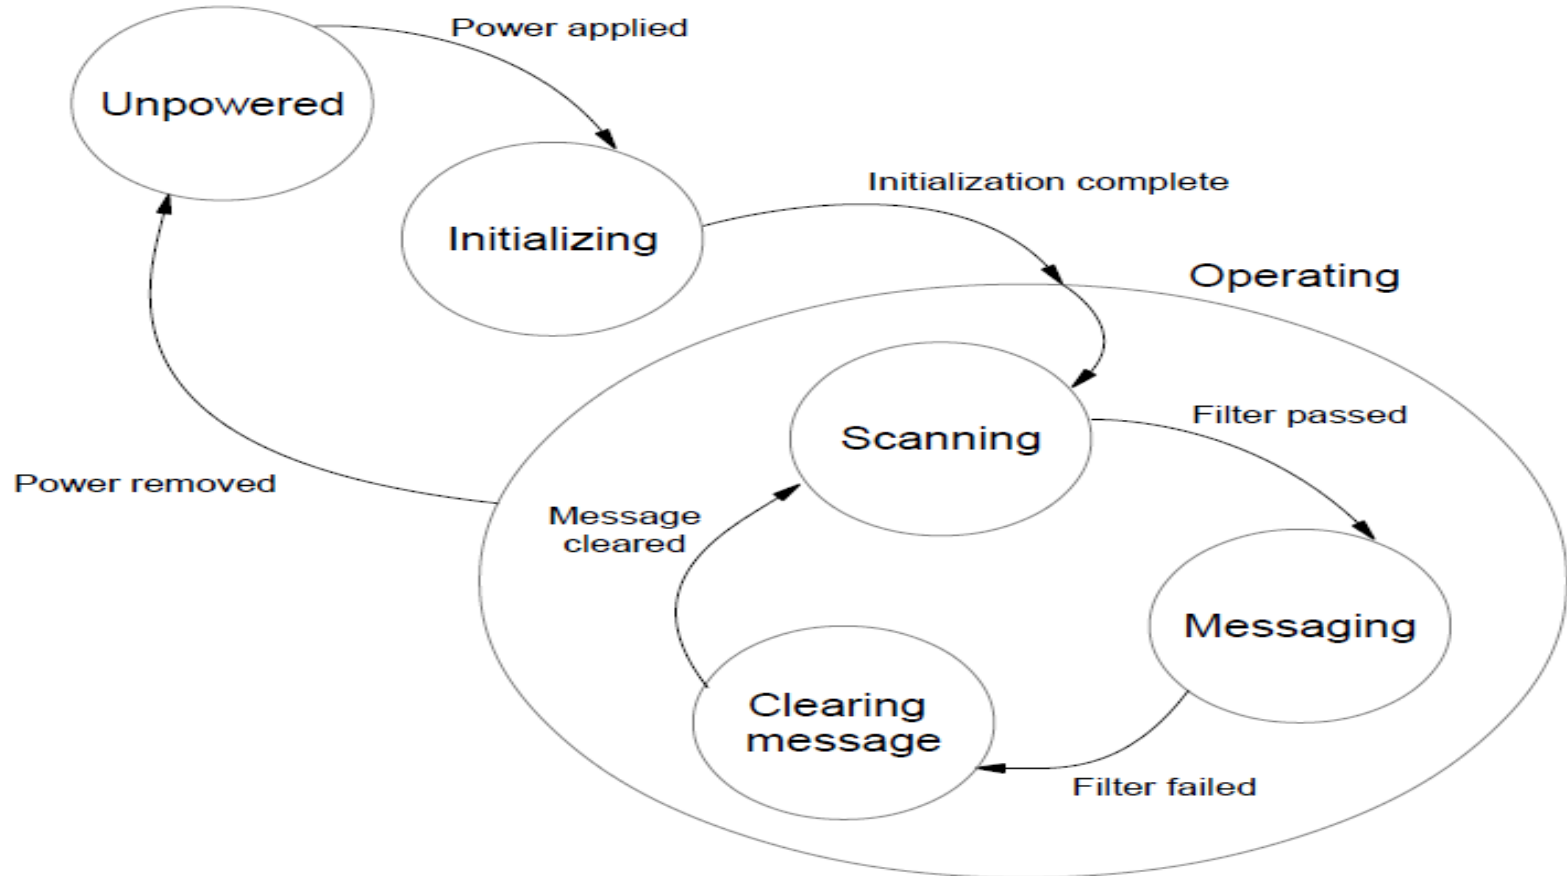 Power applied
Unpowered
Initialization complete
Initializing
Operating
Filter passed
Scanning
Power removed
Message
cleared
Messaging
Clearing
message
Filter failed